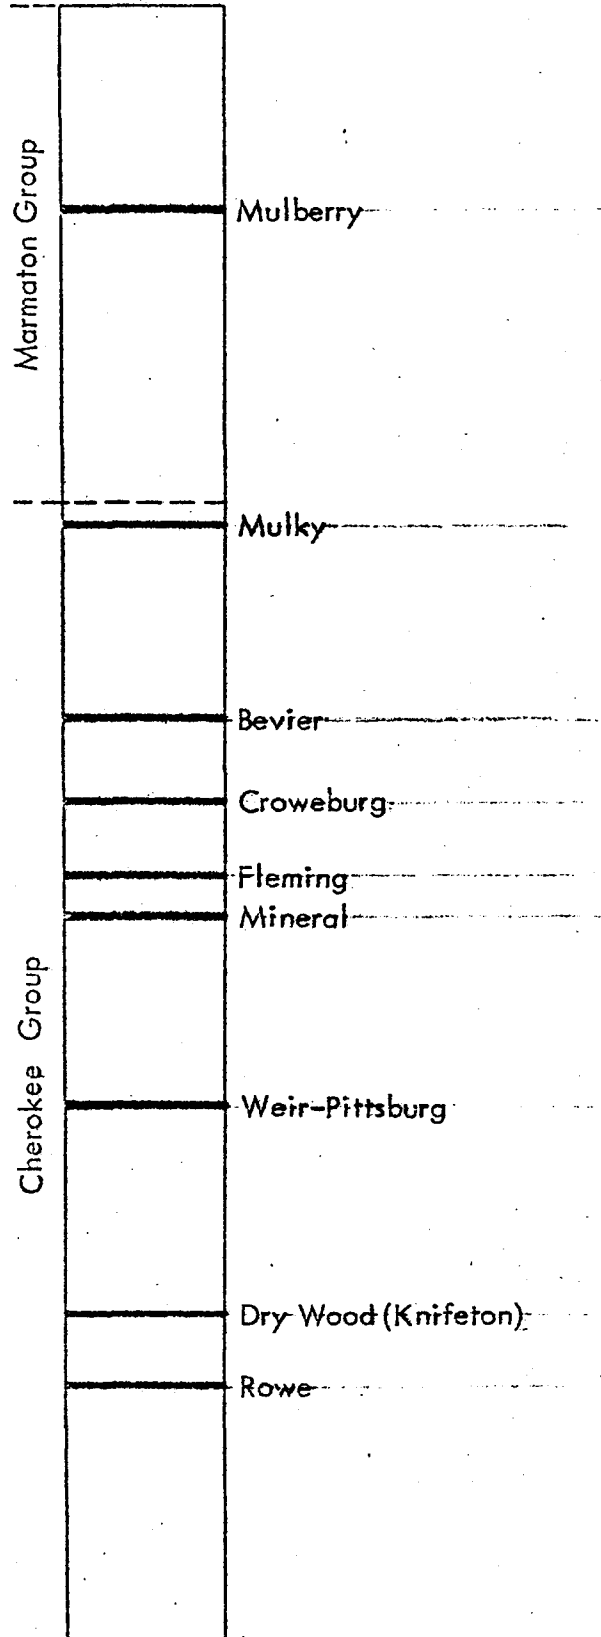 Marmaton Group
Mulberry
Mulky
Bevier
Croweburg
Fleming
Mineral
Cherokee Group
Weir-Pittsburg
Dry Wood (Knifeton)
Rowe